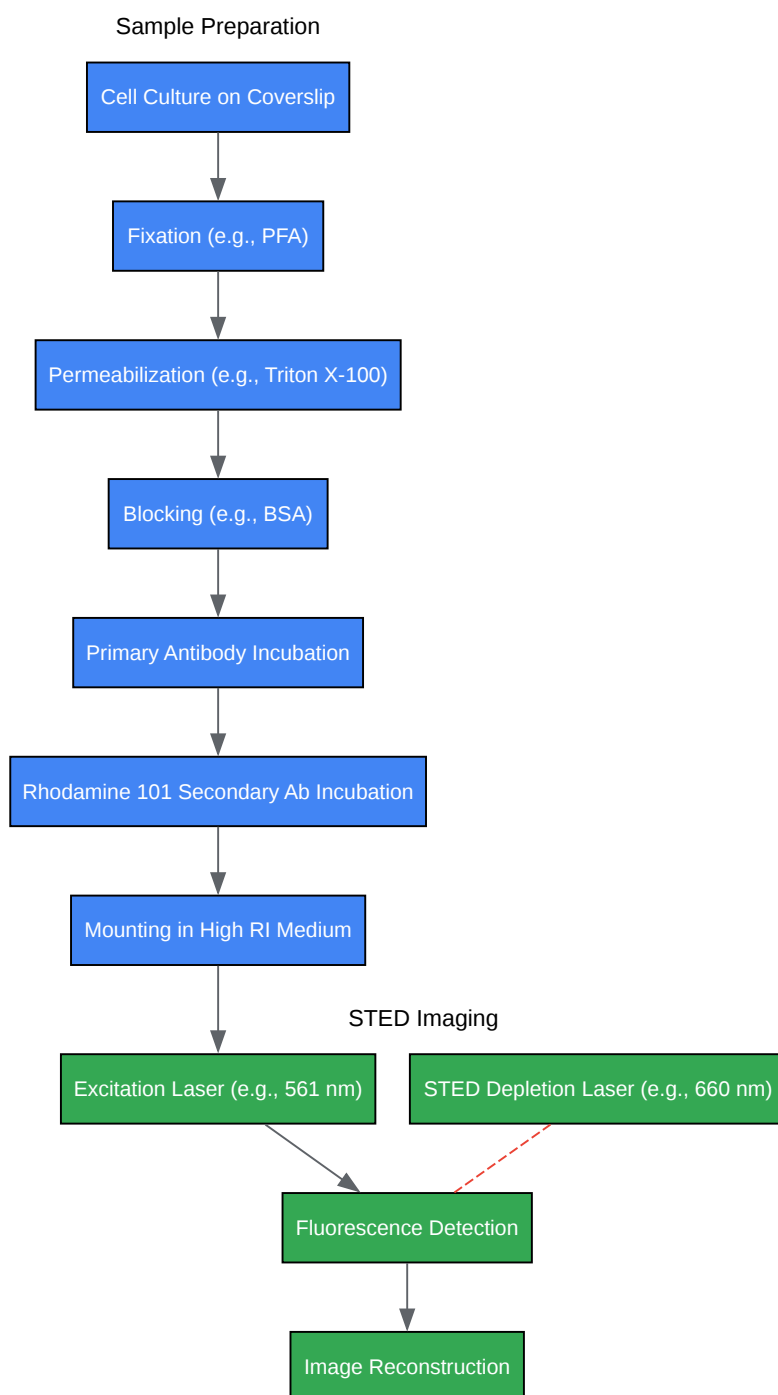 Sample Preparation
Cell Culture on Coverslip
Fixation (e.g., PFA)
Permeabilization (e.g., Triton X-100)
Blocking (e.g., BSA)
Primary Antibody Incubation
Rhodamine 101 Secondary Ab Incubation
Mounting in High RI Medium
STED Imaging
Excitation Laser (e.g., 561 nm)
STED Depletion Laser (e.g., 660 nm)
Fluorescence Detection
Image Reconstruction